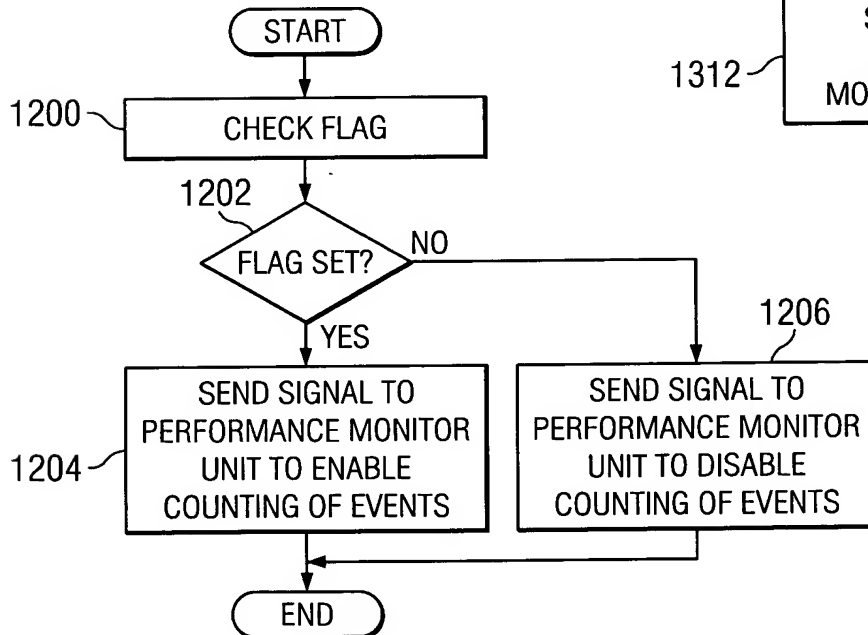 START
1200
CHECK FLAG
1202
FLAG SET?
NO
YES
1204
SEND SIGNAL TO
PERFORMANCE MONITOR
UNIT TO ENABLE
COUNTING OF EVENTS
1206
SEND SIGNAL TO
PERFORMANCE MONITOR
UNIT TO DISABLE
COUNTING OF EVENTS
END
1312